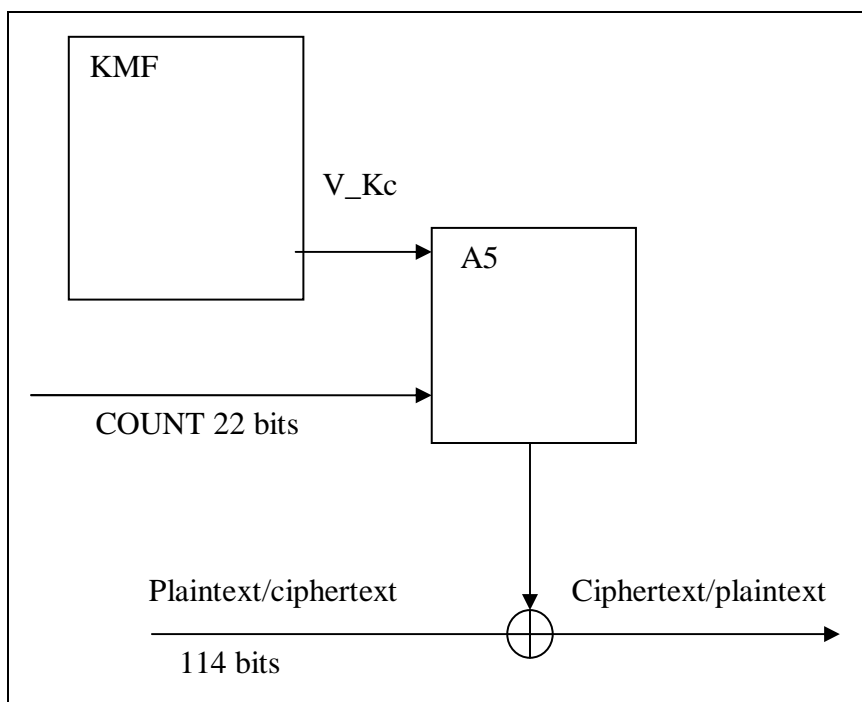 KMF
V_Kc
A5
COUNT 22 bits
Plaintext/ciphertext
Ciphertext/plaintext
114 bits